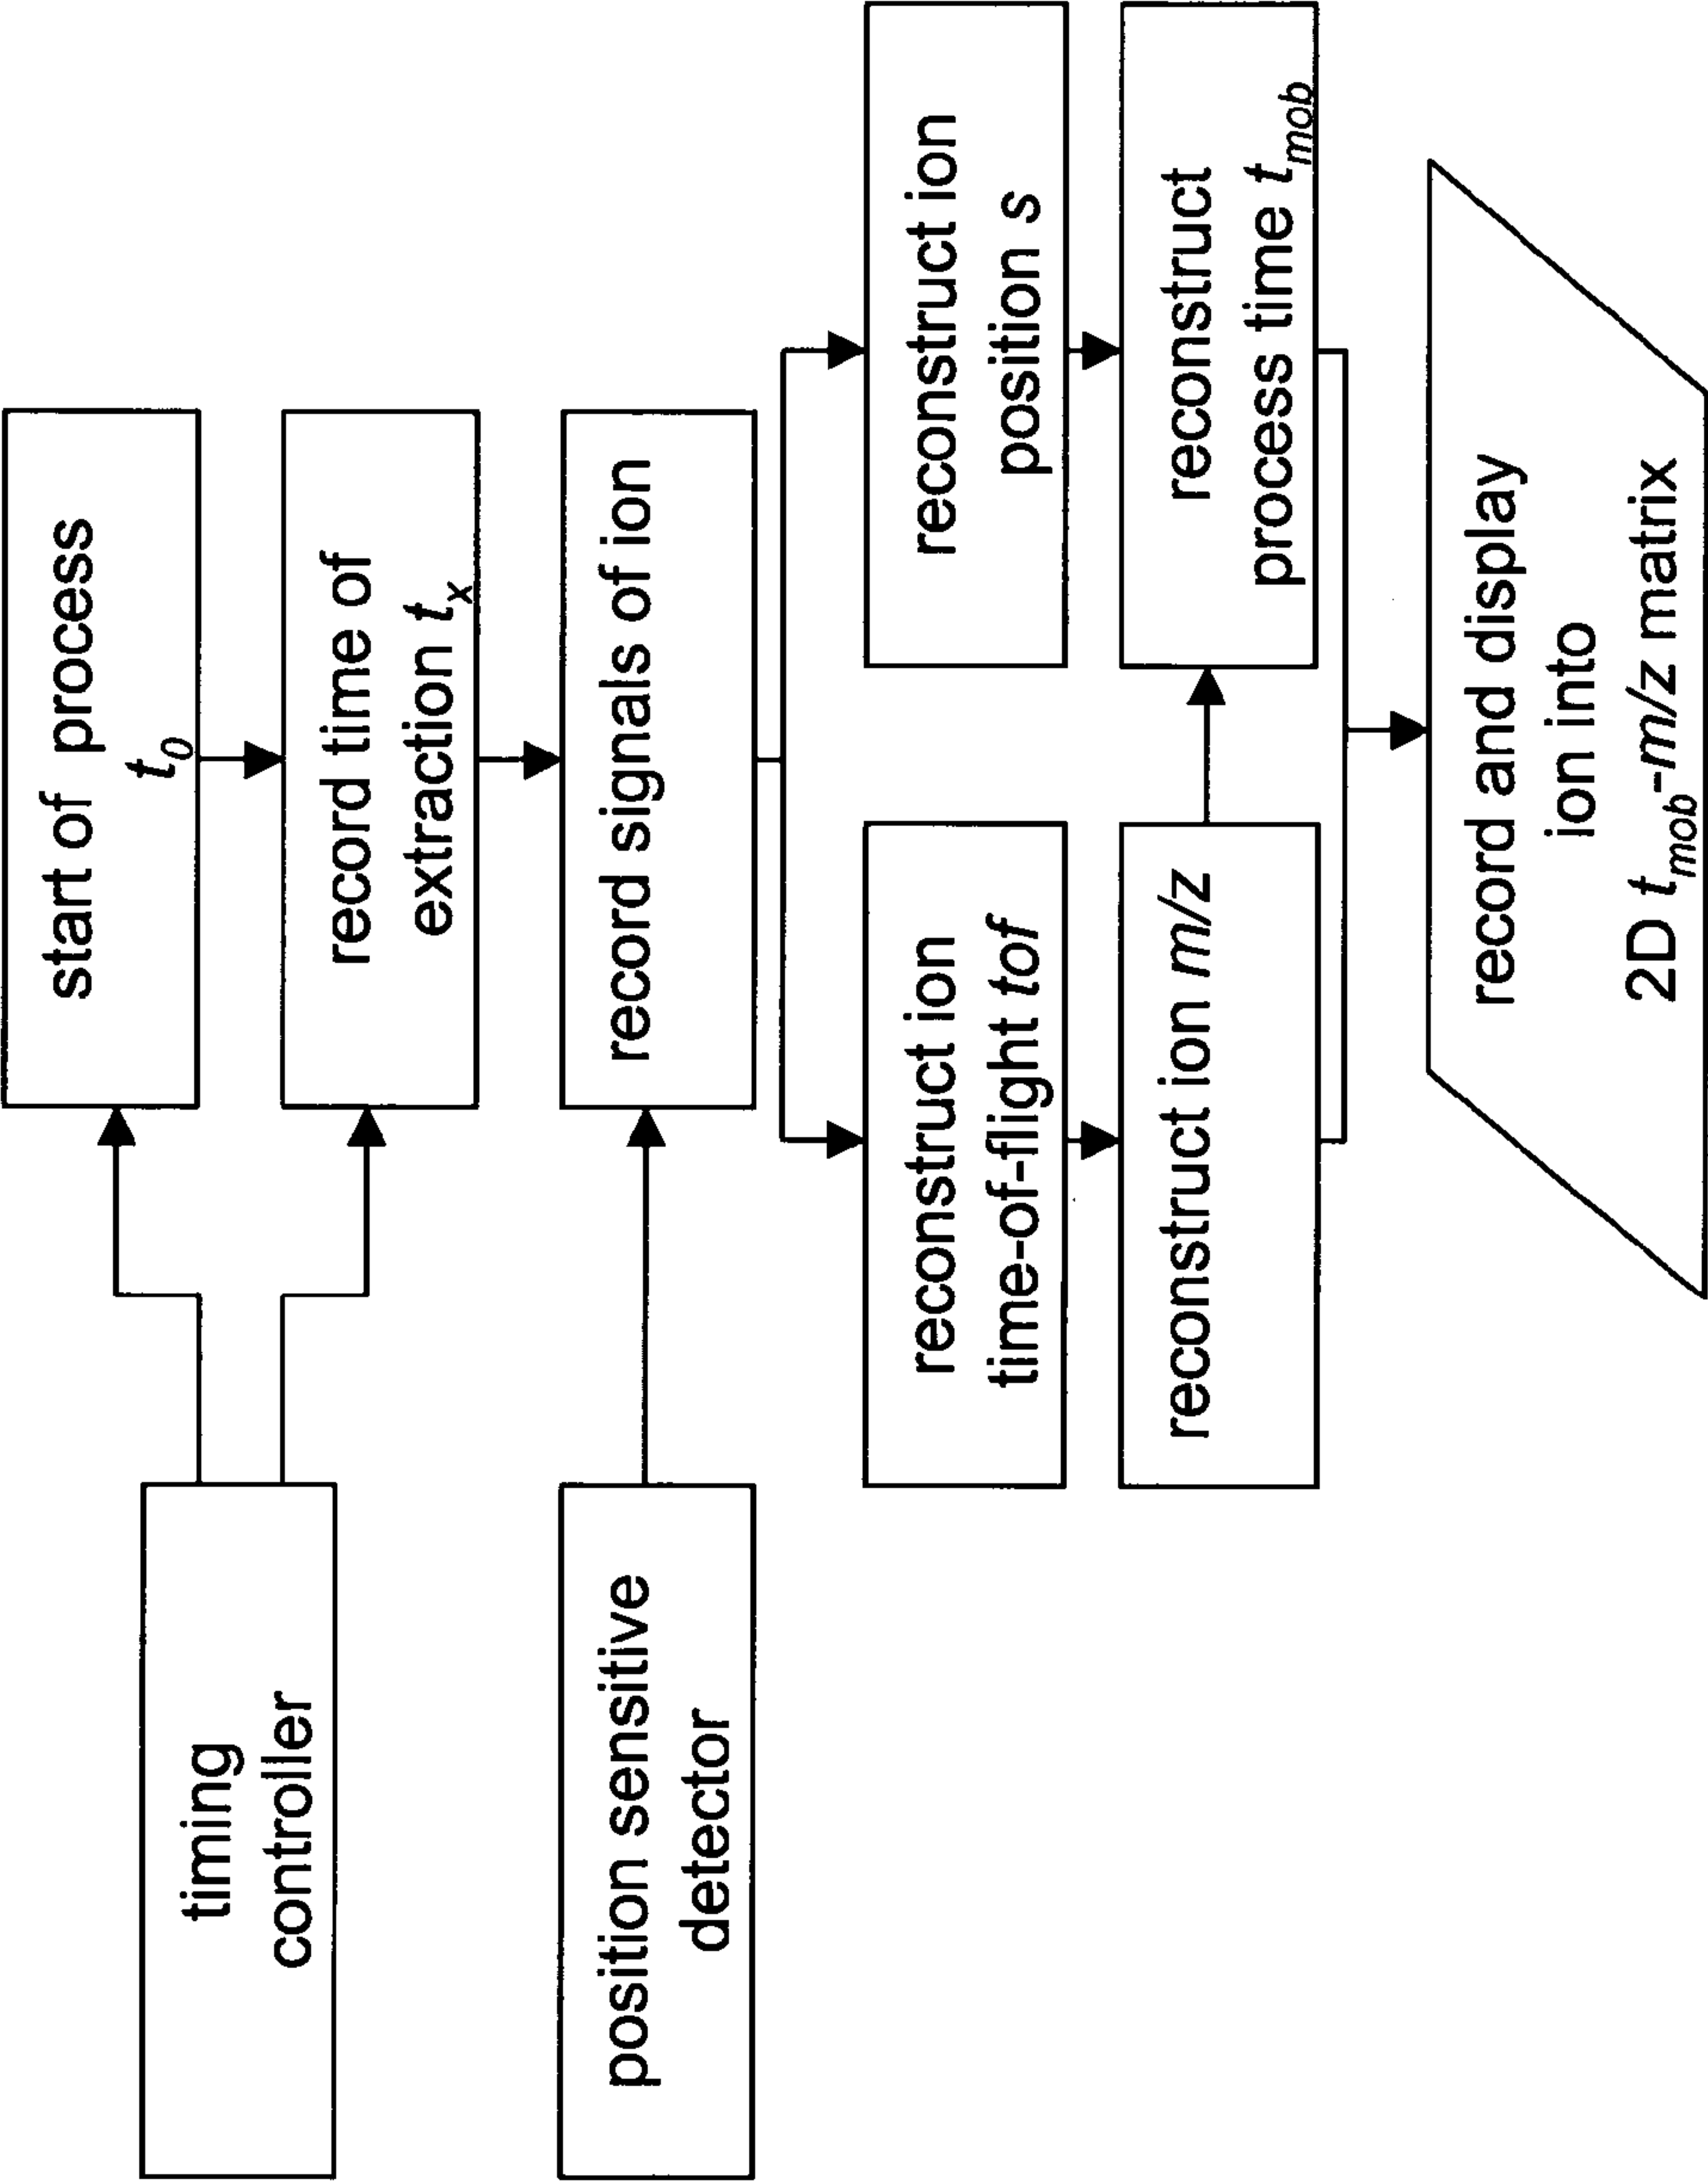 timing
controller
start of process
t0
record time of
extraction tx
position sensitive
detector
record signals of ion
reconstruct ion
time-of-flight tof
reconstruct ion
position s
reconstruct ion m/z
reconstruct
process time tmob
record and display
ion into
2D tmob-m/z matrix